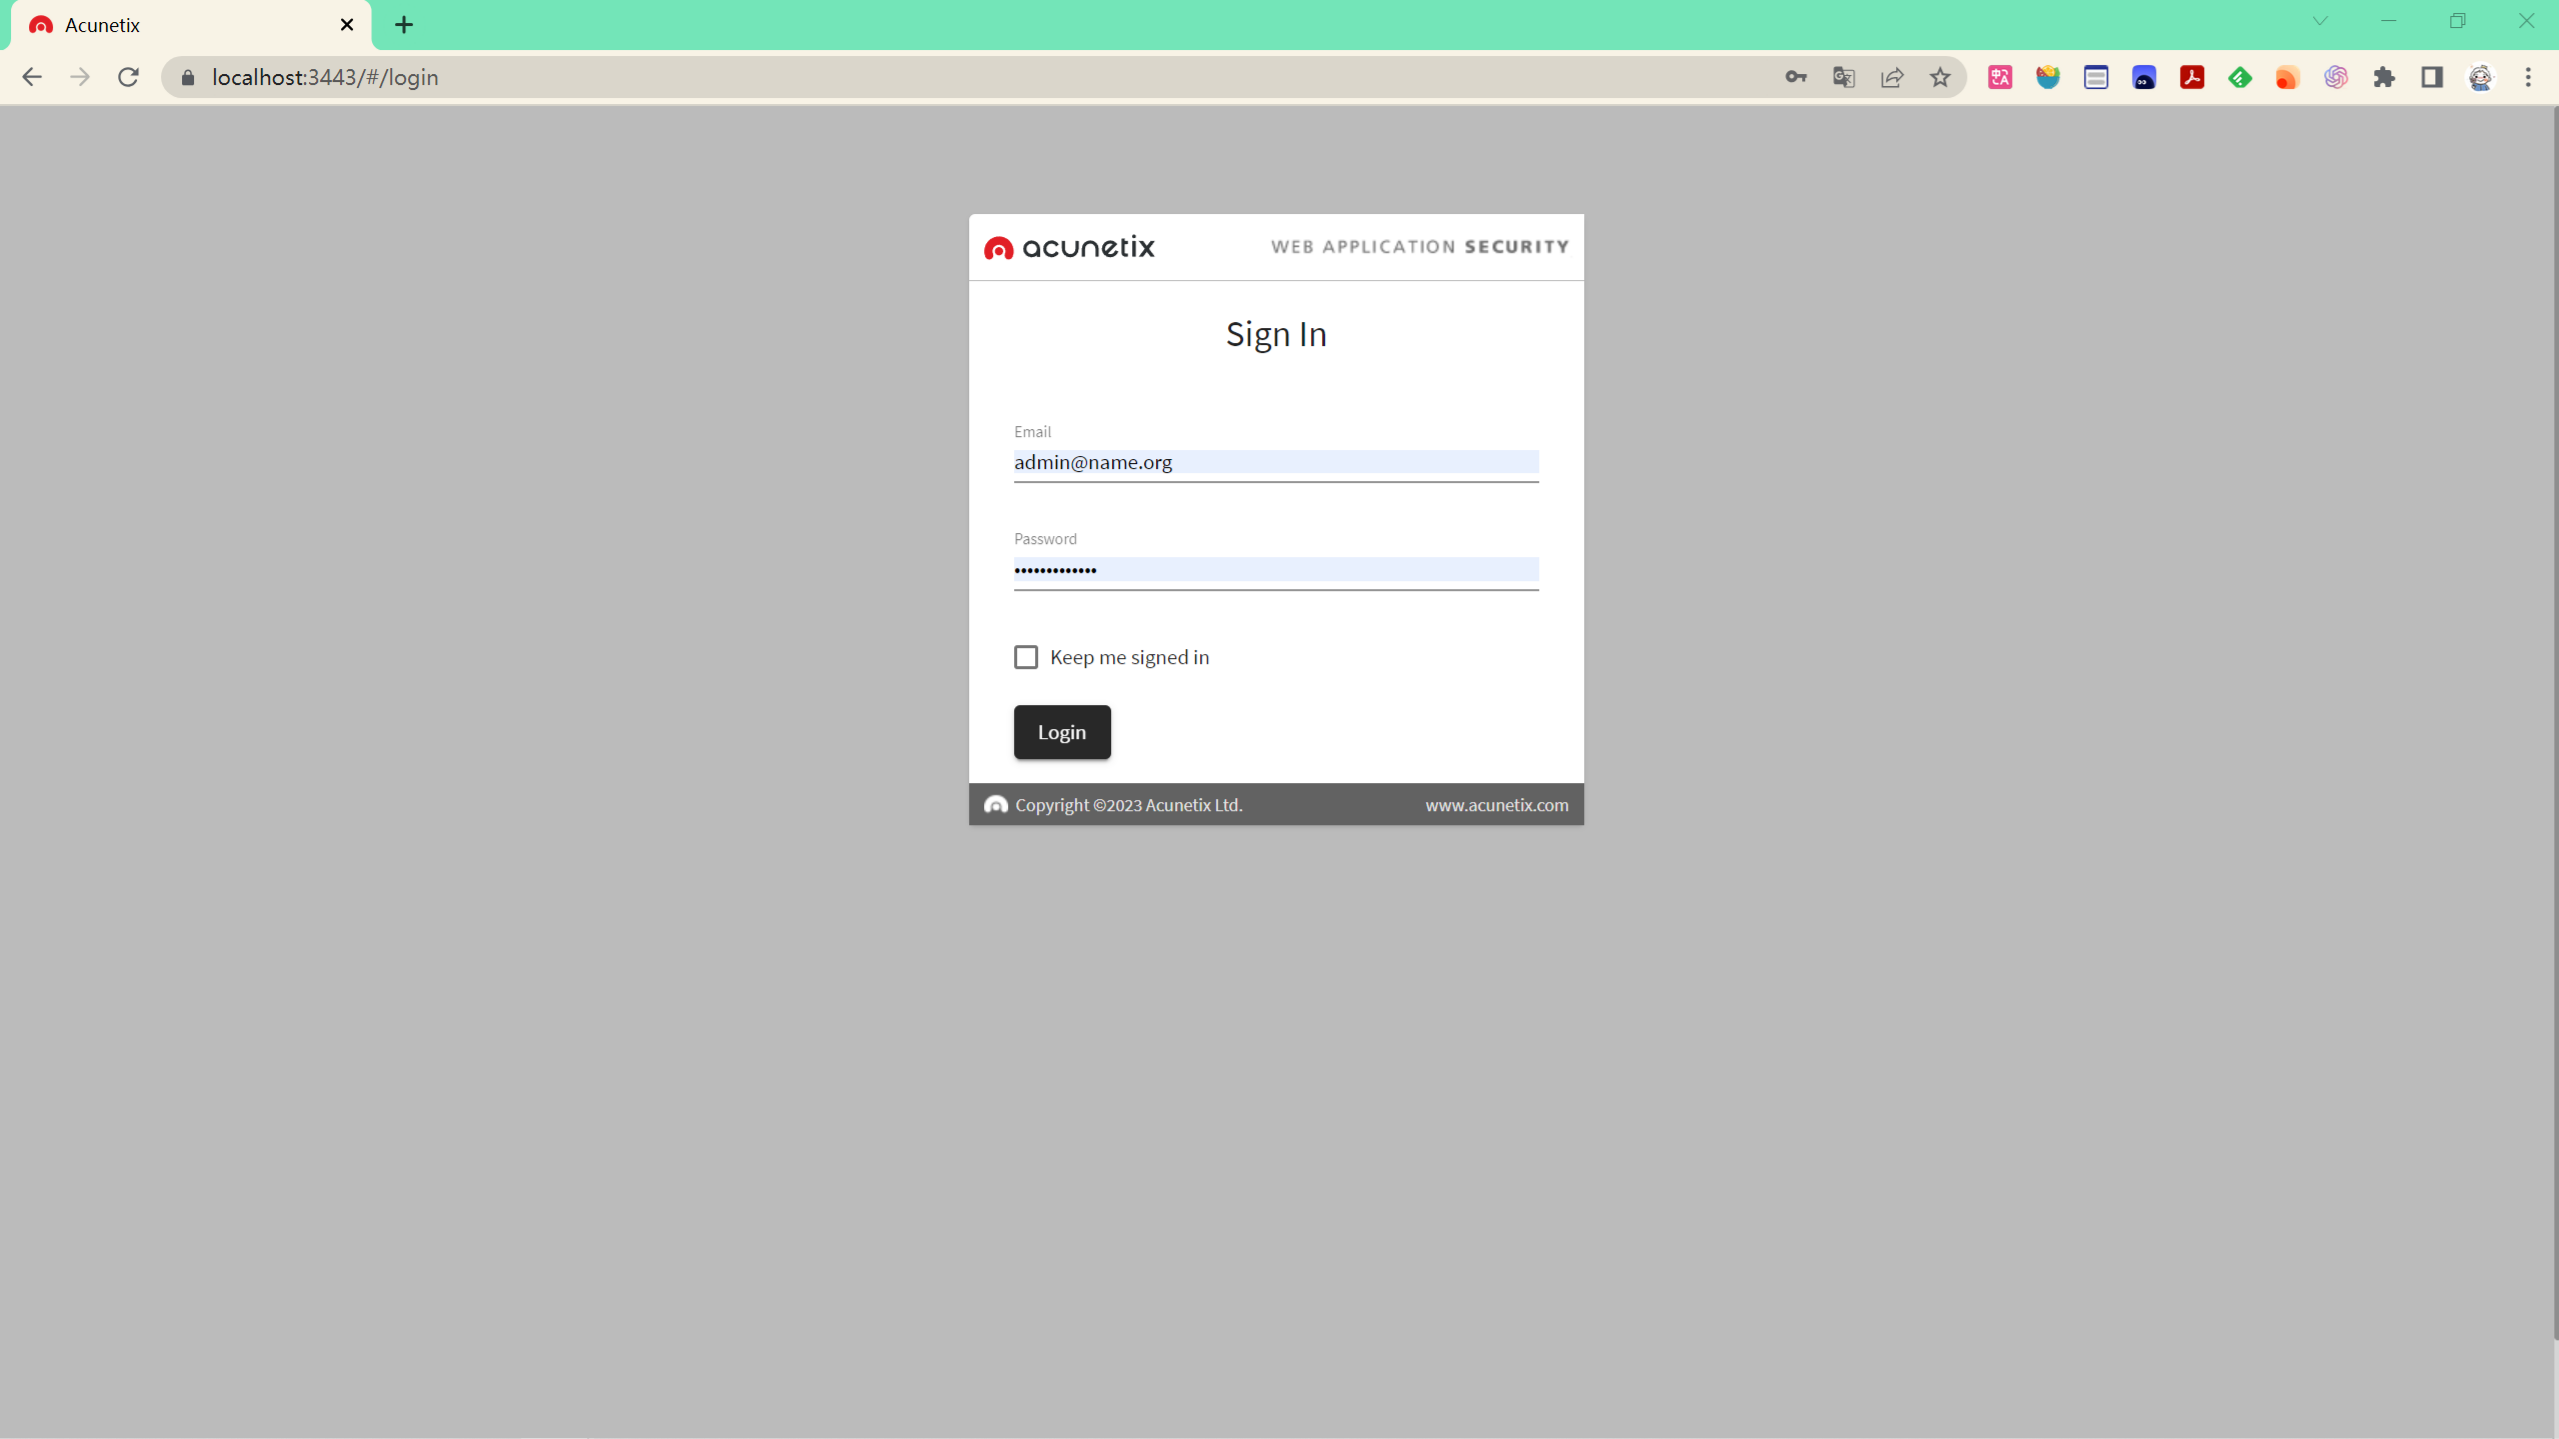 Acunetix
localhost:3443/#/login
acunetix
WEB APPLICATION SECURITY
Sign In
Email
admin@name.org
Password
•••••••••••••
Keep me signed in
Login
Copyright ©2023 Acunetix Ltd.
www.acunetix.com